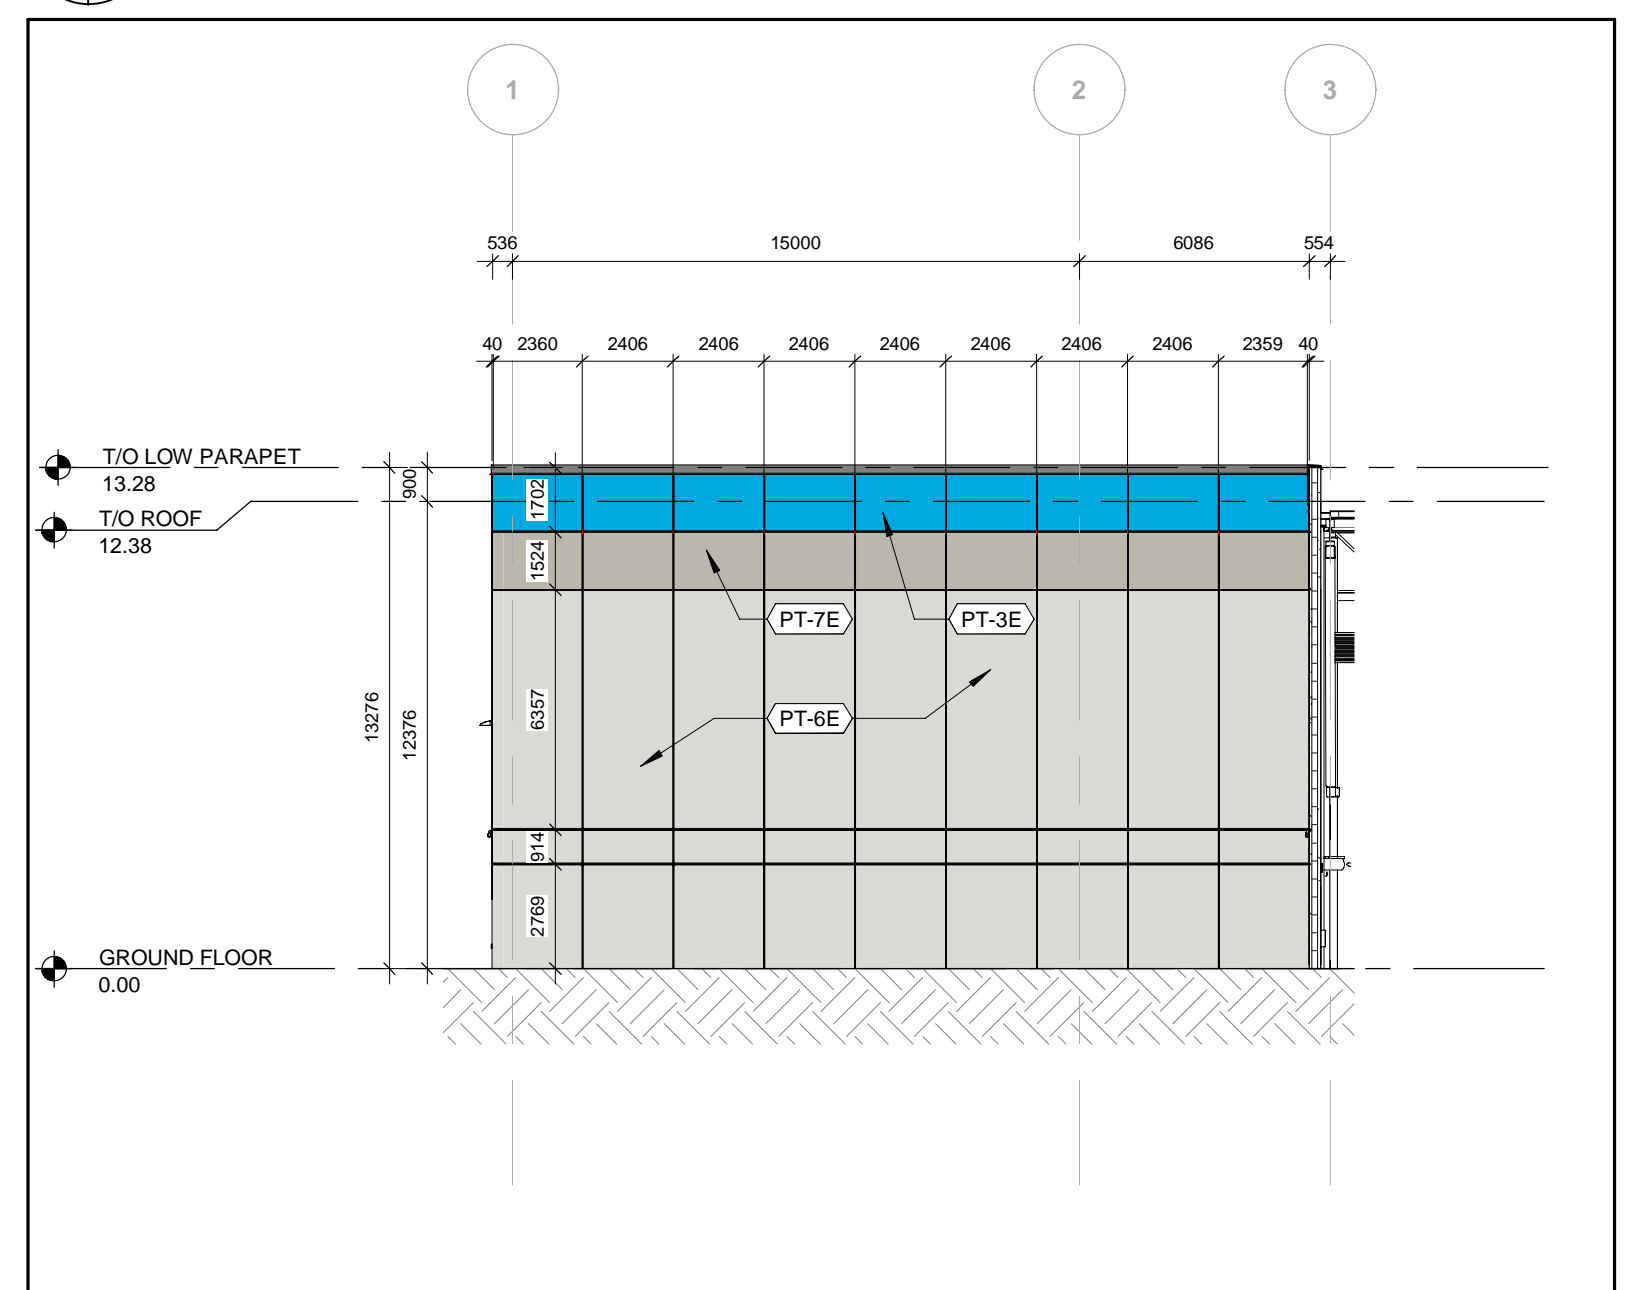 1 2 3
536 15000 6086 554
40 2360 2406 2406 2406 2406 2406 2406 2406 2359 40
T/O LOW PARAPET
13.28
T/O ROOF
12.38
900
1702
1524
PT-7E PT-3E
PT-6E
13276
12376
6357
914
2769
GROUND FLOOR
0.00